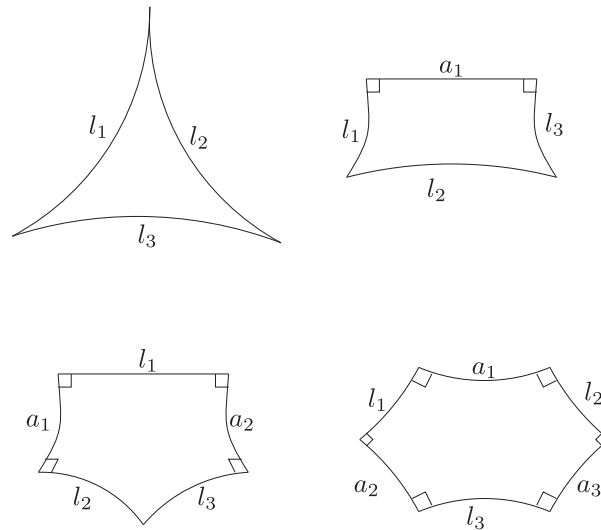 l₁ l₂
l₃
a₁
l₁ l₃
l₂
l₁
a₁ a₂
l₂ l₃
a₁
l₁ l₂
a₂ a₃
l₃